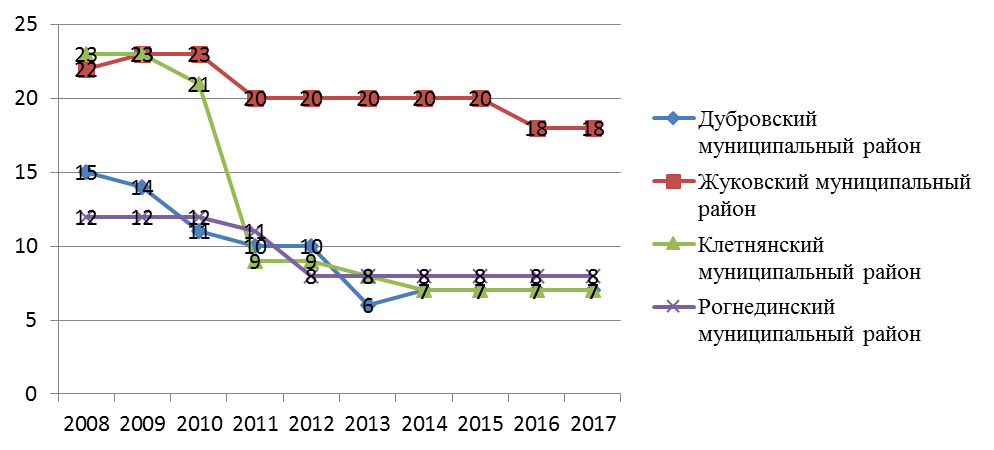 25
20
15
10
5
0
23 23 23
22 21
20 20 20 20 20
18 18
15 14
12 12 12 11
11 10 10
9 9
8 8 8 8 8 8
6 7 7 7 7
2008 2009 2010 2011 2012 2013 2014 2015 2016 2017
Дубровский
муниципальный район
Жуковский муниципальный
район
Клетнянский
муниципальный район
Рогнединский
муниципальный район